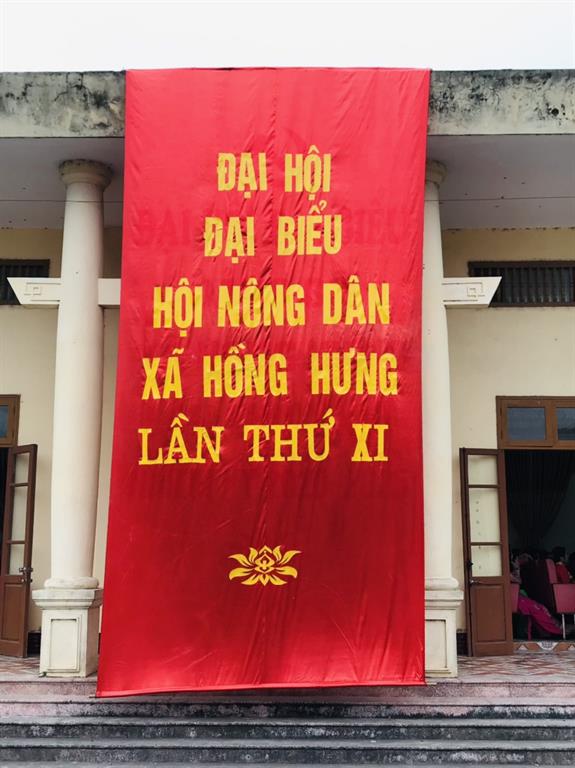 ĐẠI HỘI
ĐẠI BIỂU
HỘI NÔNG DÂN
XÃ HỒNG HƯNG
LẦN THỨ XI